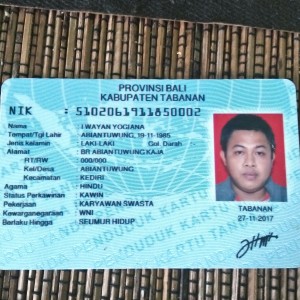 PROVINSI BALI
KABUPATEN TABANAN
NIK : 5102061911850002
Nama : I WAYAN YOGIANA
Tempat/Tgl Lahir : ABIANTUWUNG, 19-11-1985
Jenis kelamin : LAKI-LAKI Gol. Darah
Alamat : BR ABIANTUWUNG KAJA
RT/RW : 000/000
Kel/Desa : ABIANTUWUNG
Kecamatan : KEDIRI
Agama : HINDU
Status Perkawinan : KAWIN
Pekerjaan : KARYAWAN SWASTA
Kewarganegaraan : WNI
Berlaku Hingga : SEUMUR HIDUP
TABANAN
27-11-2017